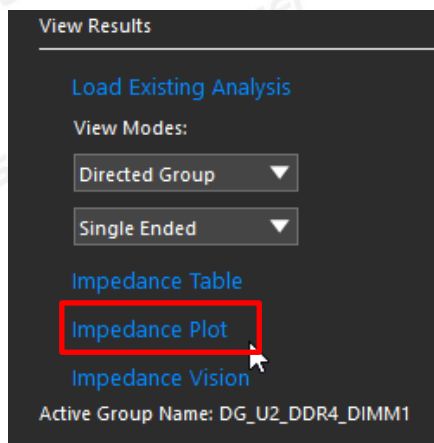 View Results
Load Existing Analysis
View Modes:
Directed Group
Single Ended
Impedance Table
Impedance Plot
Impedance Vision
Active Group Name: DG_U2_DDR4_DIMM1